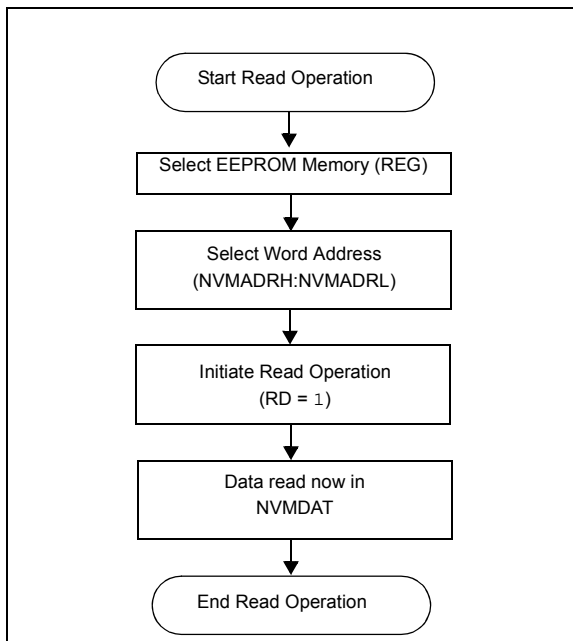 Start Read Operation
Select EEPROM Memory (REG)
Select Word Address
(NVMADRH:NVMADRL)
Initiate Read Operation
(RD = 1)
Data read now in
NVMDAT
End Read Operation